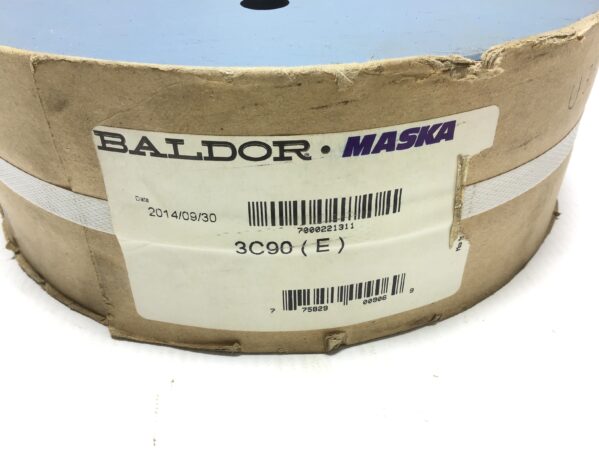 BALDOR · MASKA
Date
2014/09/30
7000221311
3C90 ( E )
7 75829 00906 9